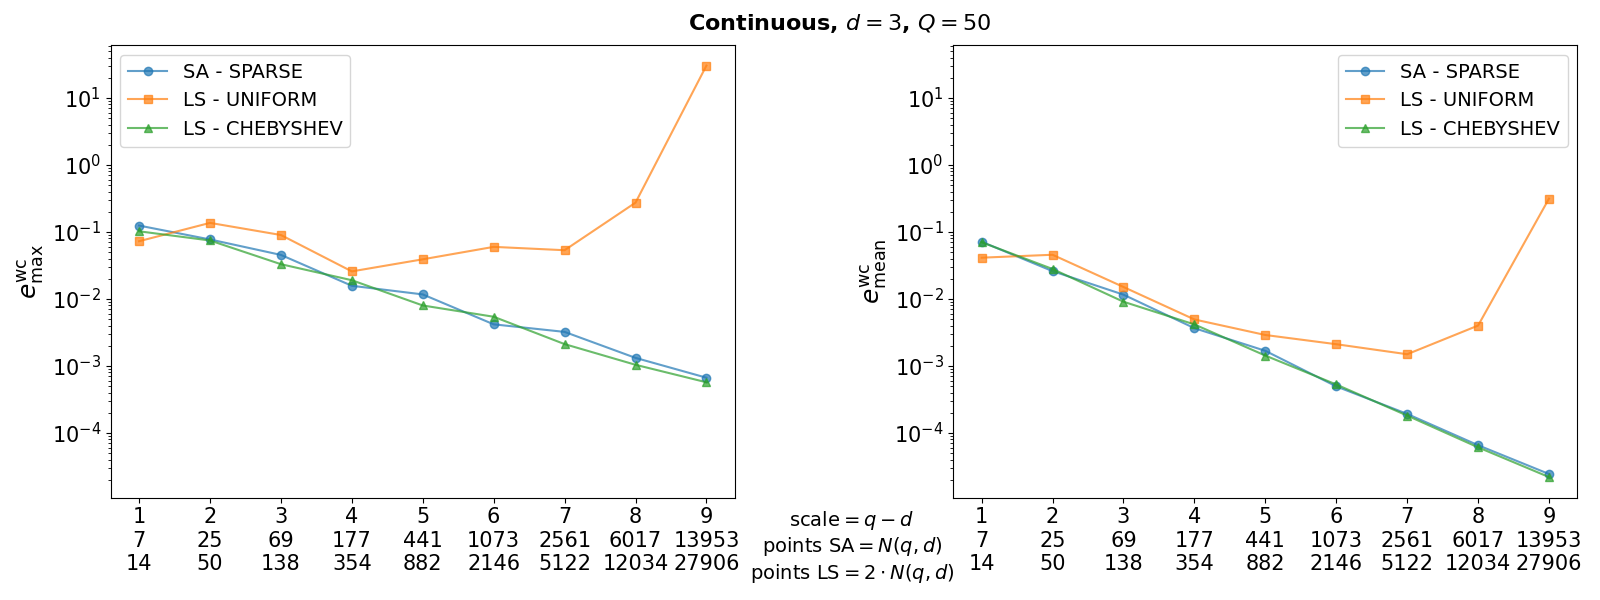 Continuous, d = 3, Q = 50
SA - SPARSE
LS - UNIFORM
LS - CHEBYSHEV
10^1
10^0
10^−1
10^−2
10^−3
10^−4
e^wc_max
1 2 3 4 5 6 7 8 9
7 25 69 177 441 1073 2561 6017 13953
14 50 138 354 882 2146 5122 12034 27906
scale = q − d
points SA = N(q, d)
points LS = 2 · N(q, d)
SA - SPARSE
LS - UNIFORM
LS - CHEBYSHEV
10^1
10^0
10^−1
10^−2
10^−3
10^−4
e^wc_mean
1 2 3 4 5 6 7 8 9
7 25 69 177 441 1073 2561 6017 13953
14 50 138 354 882 2146 5122 12034 27906